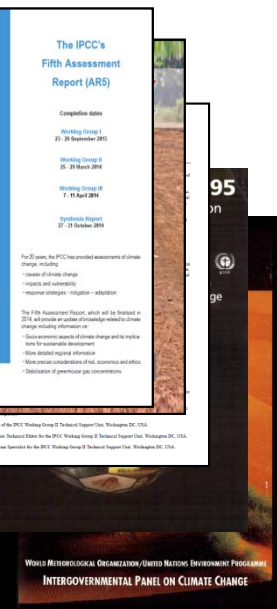 The IPCC's
Fifth Assessment
Report (AR5)
Completion dates
Working Group I
23 - 26 September 2013
Working Group II
25 - 29 March 2014
Working Group III
7 - 11 April 2014
Synthesis Report
27 - 31 October 2014
For 20 years, the IPCC has provided assessments of climate
change, including
- causes of climate change
- impacts and vulnerability
- response strategies - mitigation – adaptation
The Fifth Assessment Report, which will be finalised in
2014, will provide an update of knowledge related to climate
change including information on:
- Socio-economic aspects of climate change and its implica-
tions for sustainable development
- More detailed regional information
- More precise considerations of risk, economics and ethics
- Stabilisation of greenhouse gas concentrations
95
on
ge
of the IPCC Working Group II Technical Support Unit, Washington DC, USA.
Technical Editor for the IPCC Working Group II Technical Support Unit, Washington DC, USA.
Specialist for the IPCC Working Group II Technical Support Unit, Washington DC, USA.
WORLD METEOROLOGICAL ORGANIZATION/UNITED NATIONS ENVIRONMENT PROGRAMME
INTERGOVERNMENTAL PANEL ON CLIMATE CHANGE